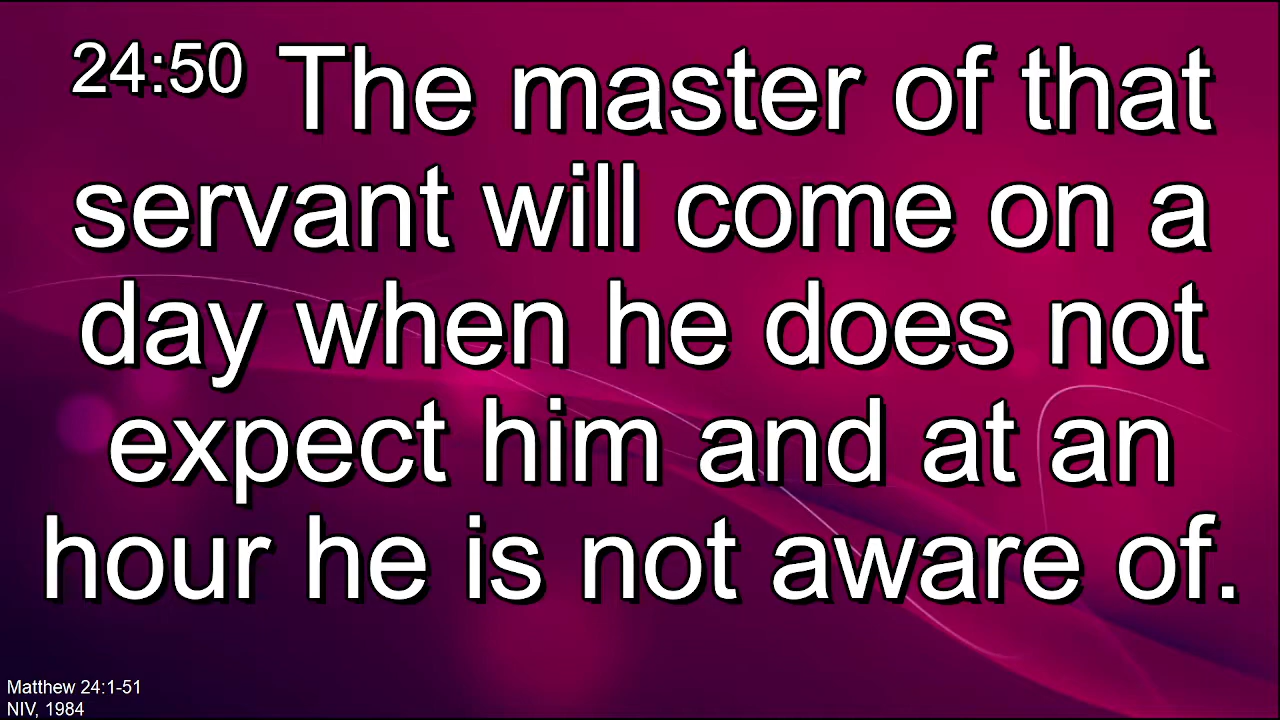 24:50 The master of that
servant will come on a
day when he does not
expect him and at an
hour he is not aware of.
Matthew 24:1-51
NIV, 1984